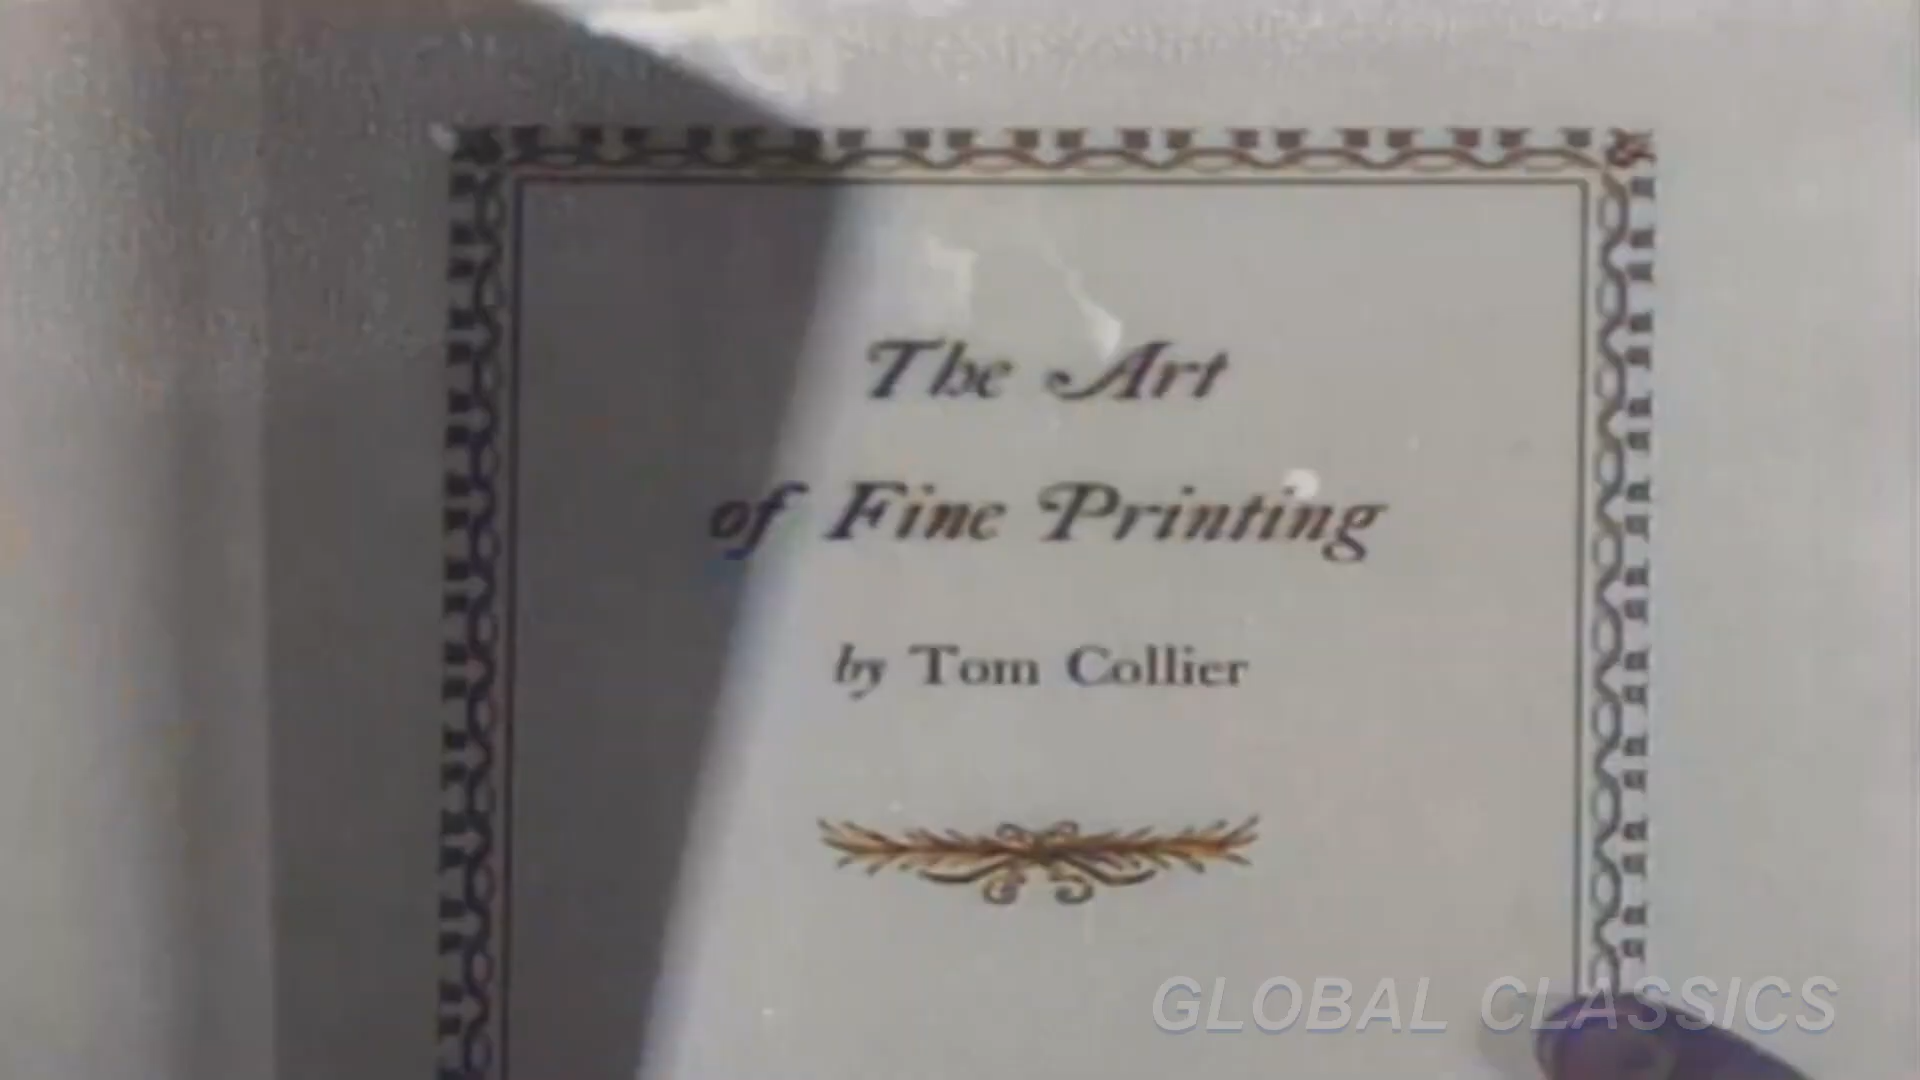 The Art
of Fine Printing
by Tom Collier
GLOBAL CLASSICS